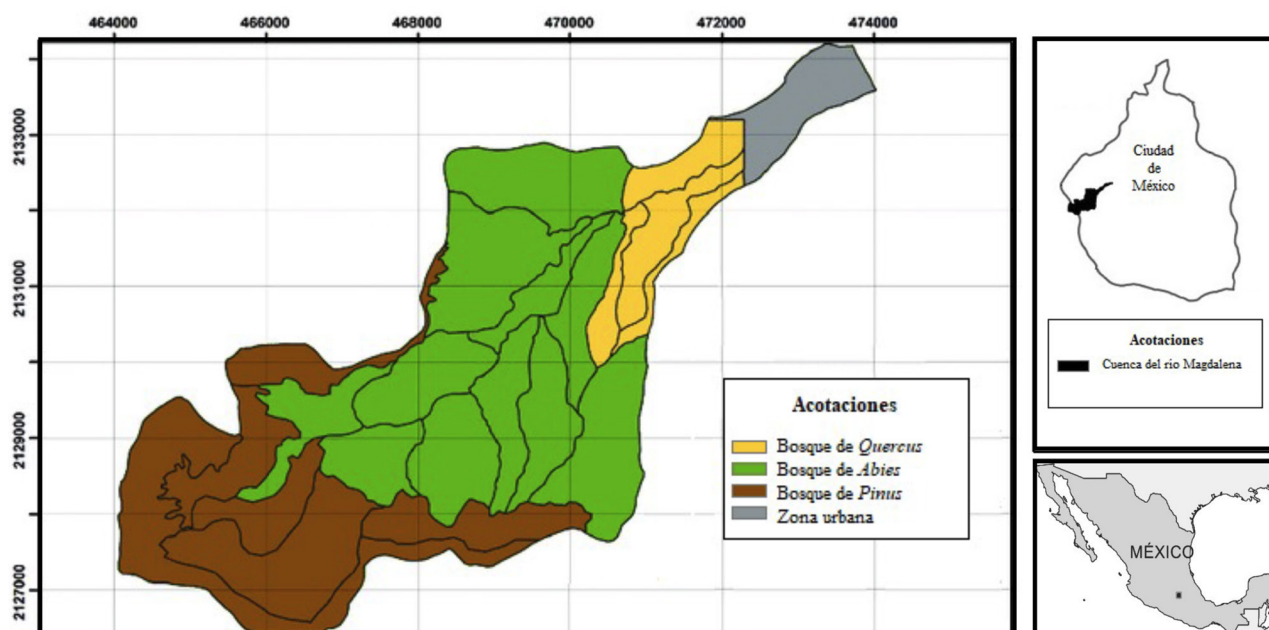 464000 466000 468000 470000 472000 474000
2133000
2131000
2129000
2127000
Acotaciones
Bosque de Quercus
Bosque de Abies
Bosque de Pinus
Zona urbana
Ciudad
de
México
Acotaciones
Cuenca del rio Magdalena
MÉXICO